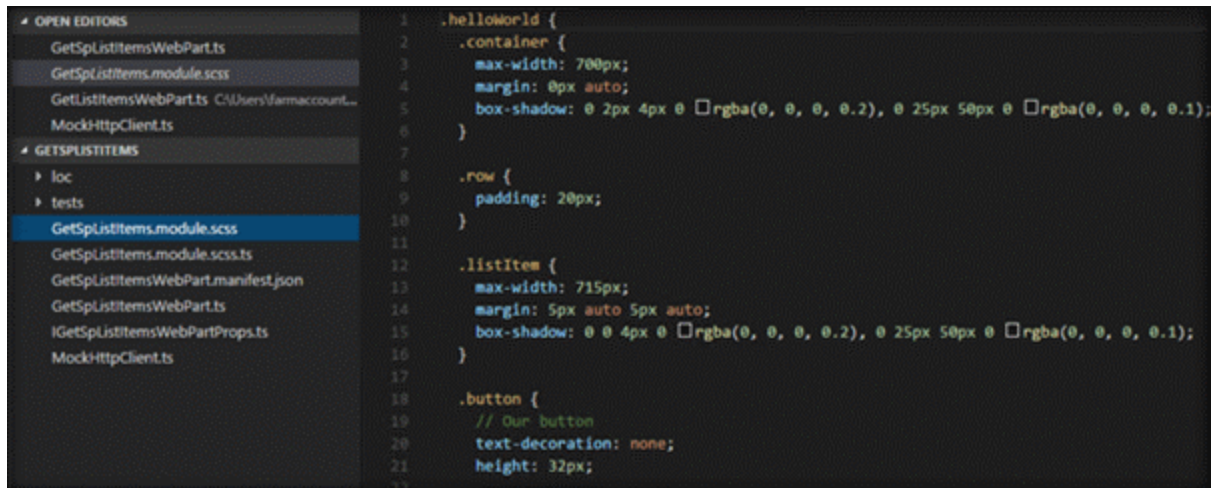 OPEN EDITORS
GetSpListItemsWebPart.ts
GetSpListItems.module.scss
GetListItemsWebPart.ts C:\Users\farmaccount...
MockHttpClient.ts
GETSPLISTITEMS
loc
tests
GetSpListItems.module.scss
GetSpListItems.module.scss.ts
GetSpListItemsWebPart.manifest.json
GetSpListItemsWebPart.ts
IGetSpListItemsWebPartProps.ts
MockHttpClient.ts
1 .helloWorld {
2 .container {
3 max-width: 700px;
4 margin: 0px auto;
5 box-shadow: 0 2px 4px 0 rgba(0, 0, 0, 0.2), 0 25px 50px 0 rgba(0, 0, 0, 0.1);
6 }
7
8 .row {
9 padding: 20px;
10 }
11
12 .listItem {
13 max-width: 715px;
14 margin: 5px auto 5px auto;
15 box-shadow: 0 0 4px 0 rgba(0, 0, 0, 0.2), 0 25px 50px 0 rgba(0, 0, 0, 0.1);
16 }
17
18 .button {
19 // Our button
20 text-decoration: none;
21 height: 32px;